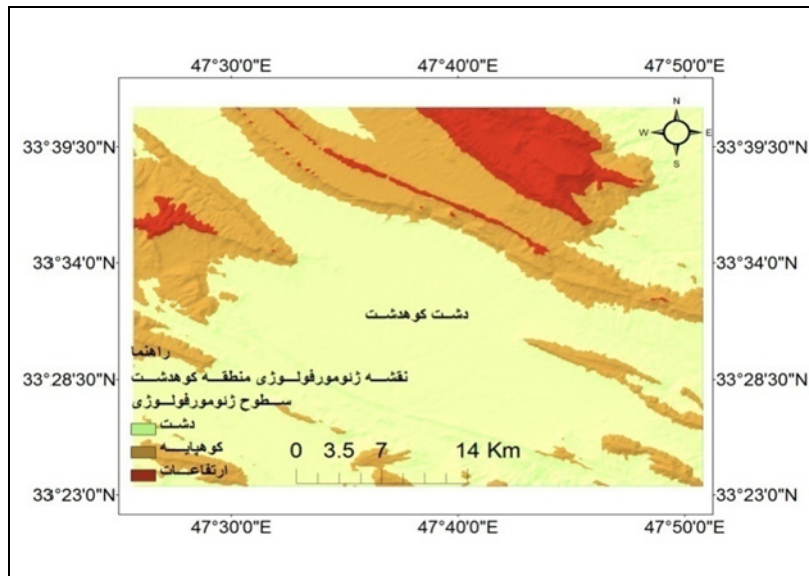 47°30'0"E 47°40'0"E 47°50'0"E
N
W E
S
33°39'30"N 33°39'30"N
33°34'0"N 33°34'0"N
دشت کوهدشت
راهنما
33°28'30"N نقشه ژئومورفولوژی منطقه کوهدشت 33°28'30"N
سطوح ژئومورفولوژی
دشت
کوهپایه
ارتفاعات
0 3.5 7 14 Km
33°23'0"N 33°23'0"N
47°30'0"E 47°40'0"E 47°50'0"E